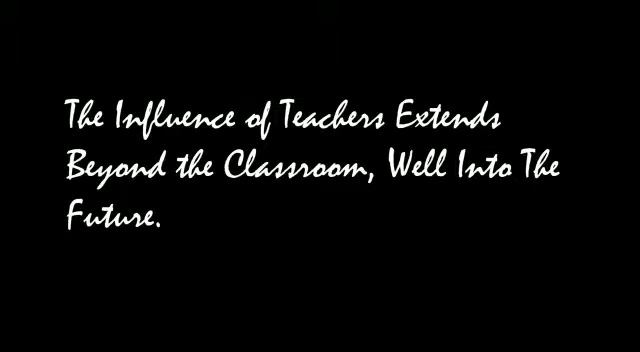 The Influence of Teachers Extends
Beyond the Classroom, Well Into The
Future.